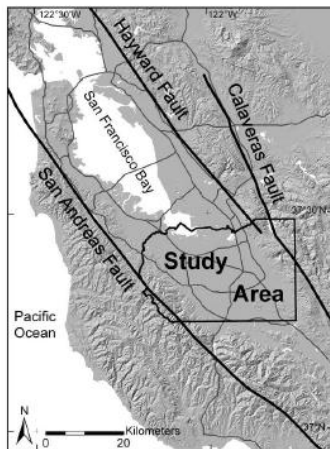 122°30'W
122°W
Hayward Fault
Calaveras Fault
San Francisco Bay
San Andreas Fault
37°30'N
Study
Area
Pacific
Ocean
N
Kilometers
0
20
37°N